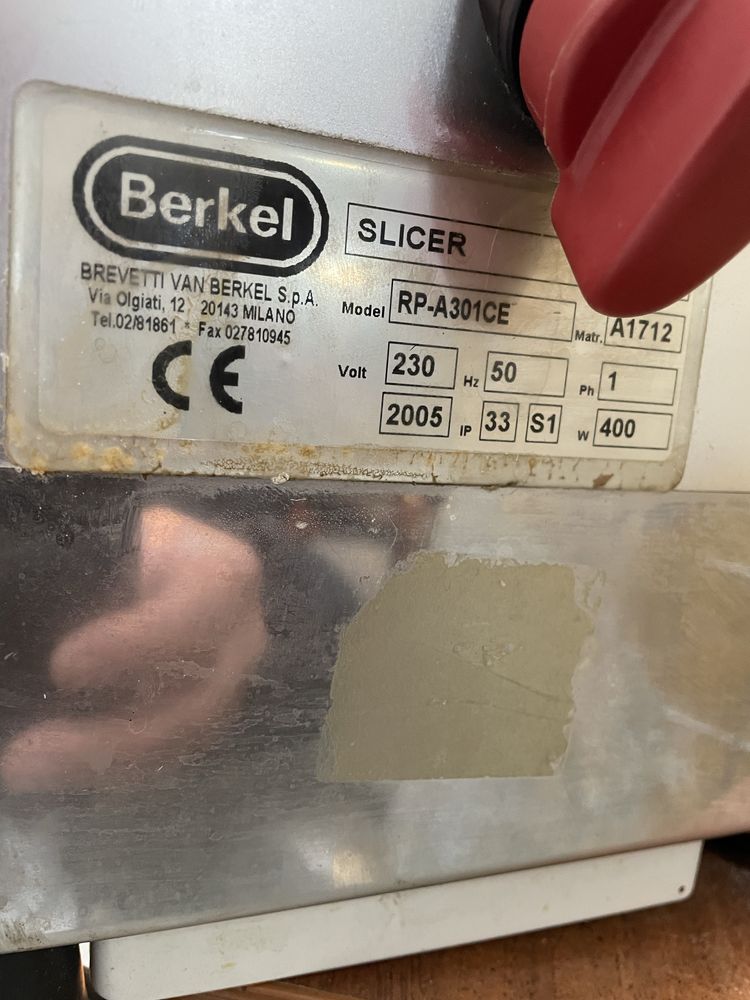 Berkel
BREVETTI VAN BERKEL S.p.A.
Via Olgiati, 12 20143 MILANO
Tel.02/81861 * Fax 027810945
CE
SLICER
Model RP-A301CE Matr. A1712
Volt 230 Hz 50 Ph 1
2005 IP 33 S1 W 400